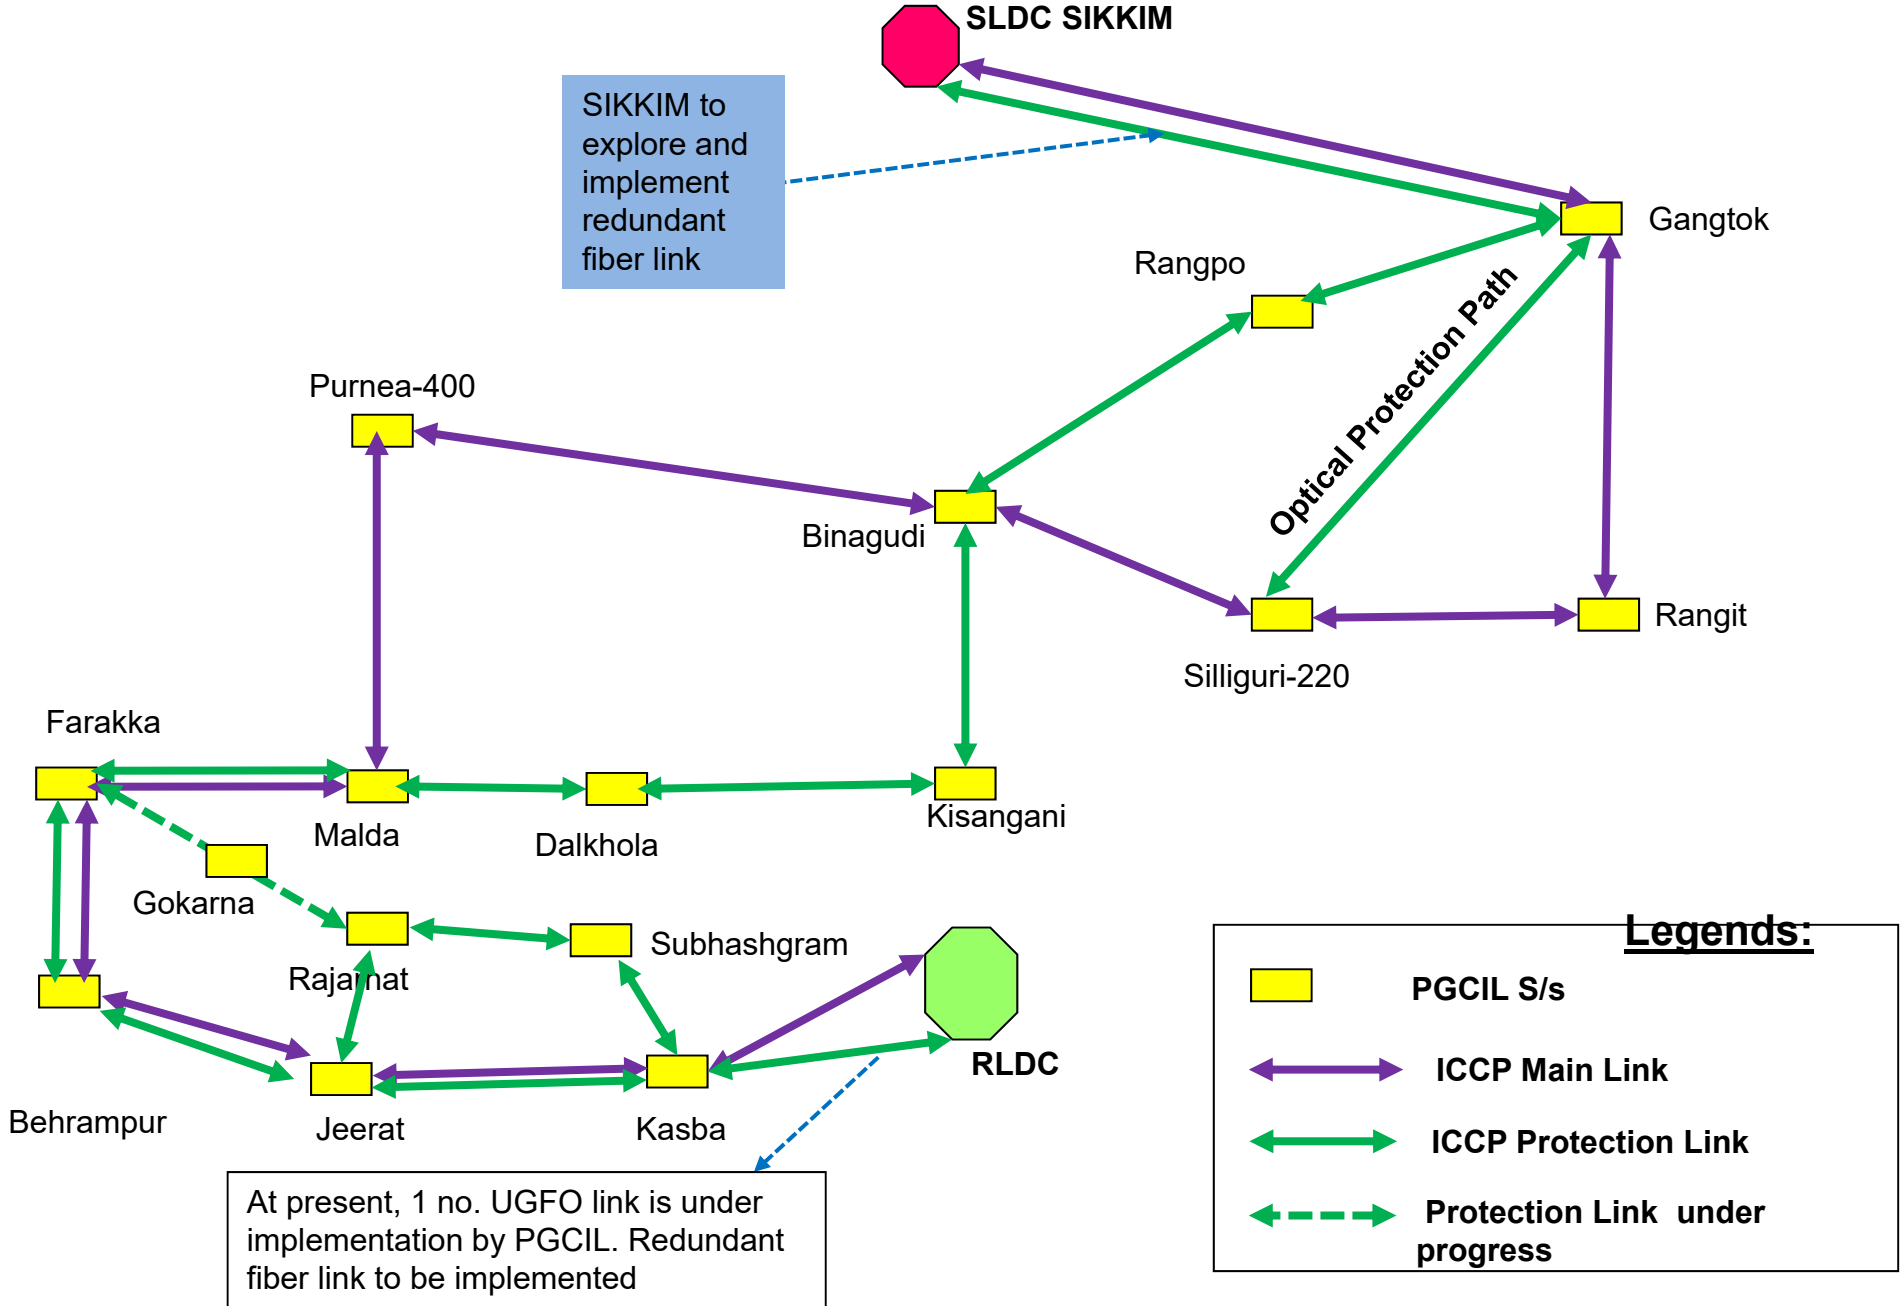 SLDC SIKKIM
SIKKIM to
explore and
implement
redundant
fiber link
Gangtok
Rangpo
Optical Protection Path
Purnea-400
Binagudi
Rangit
Silliguri-220
Farakka
Malda
Dalkhola
Kisangani
Gokarna
Subhashgram
Rajarhat
RLDC
Behrampur
Jeerat
Kasba
At present, 1 no. UGFO link is under
implementation by PGCIL. Redundant
fiber link to be implemented
Legends:
PGCIL S/s
ICCP Main Link
ICCP Protection Link
Protection Link under
progress